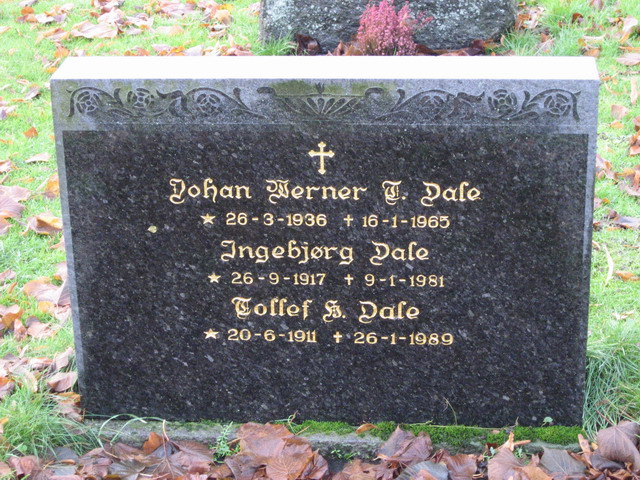 Johan Werner T. Dale
★ 26-3-1936 ✝ 16-1-1965
Ingebjørg Dale
★ 26-9-1917 ✝ 9-1-1981
Tollef H. Dale
★ 20-6-1911 ✝ 26-1-1989